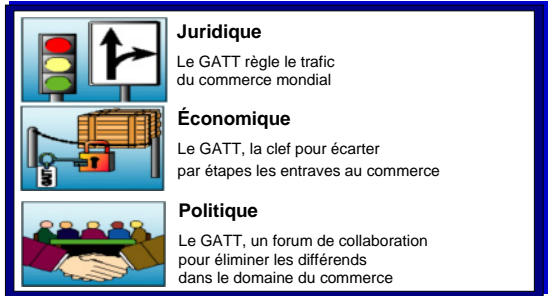 Juridique
Le GATT règle le trafic
du commerce mondial
Économique
Le GATT, la clef pour écarter
par étapes les entraves au commerce
Politique
Le GATT, un forum de collaboration
pour éliminer les différends
dans le domaine du commerce